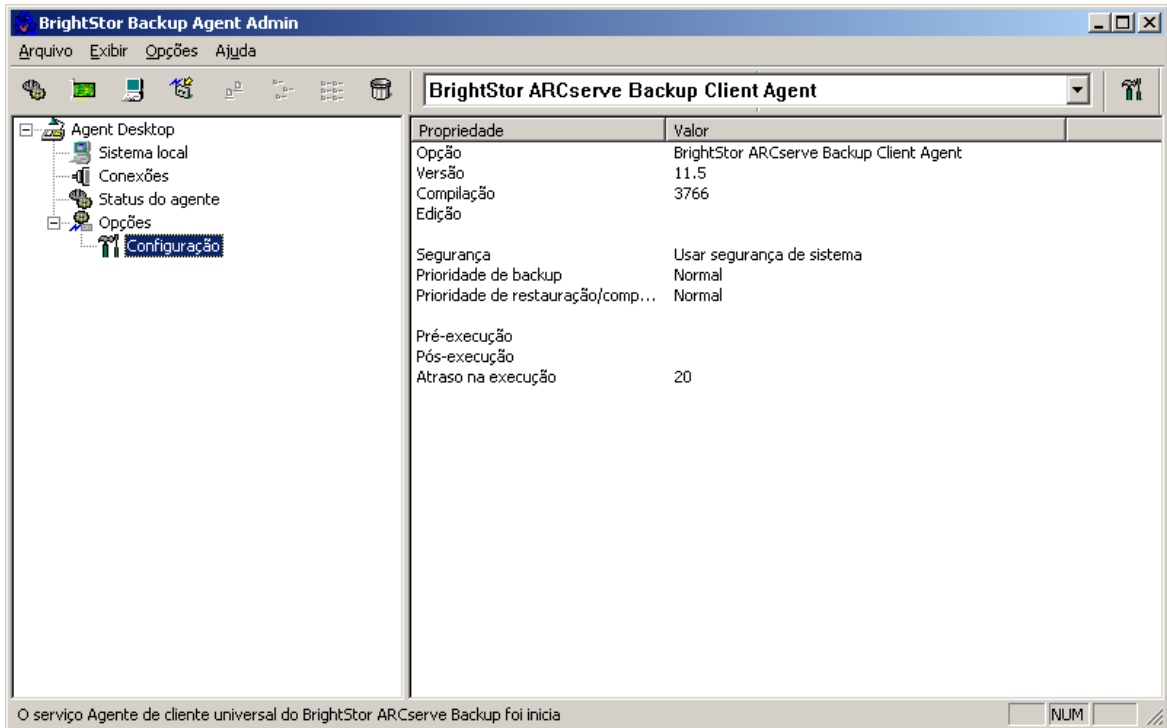 BrightStor Backup Agent Admin
Arquivo Exibir Opções Ajuda
BrightStor ARCserve Backup Client Agent
Agent Desktop
Sistema local
Conexões
Status do agente
Opções
Configuração
Propriedade Valor
Opção BrightStor ARCserve Backup Client Agent
Versão 11.5
Compilação 3766
Edição
Segurança Usar segurança de sistema
Prioridade de backup Normal
Prioridade de restauração/comp... Normal
Pré-execução
Pós-execução
Atraso na execução 20
O serviço Agente de cliente universal do BrightStor ARCserve Backup foi inicia NUM